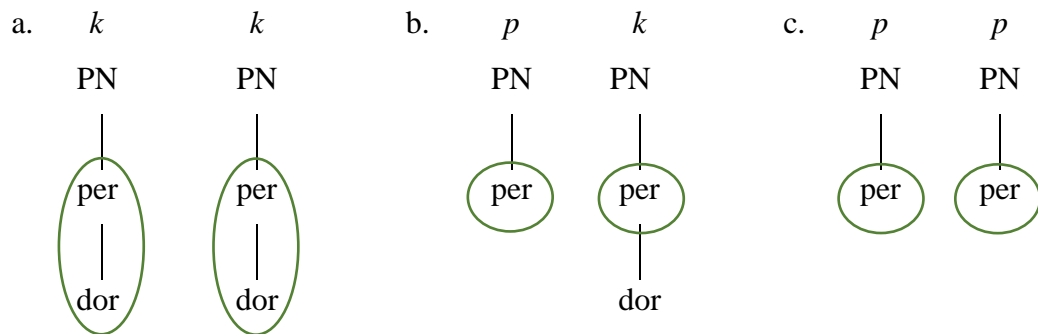 a. k k b. p k c. p p
PN PN PN PN PN PN
per per per per per per
dor dor dor